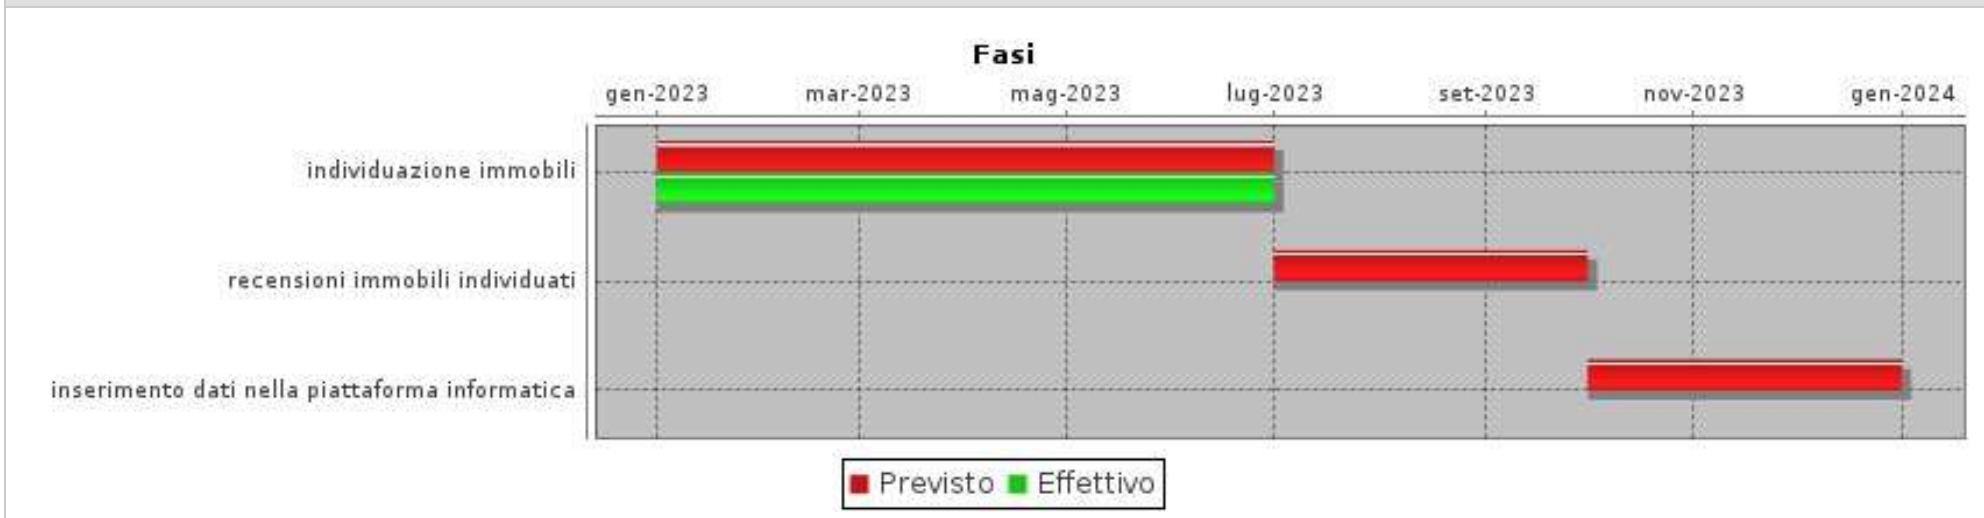 Fasi
gen-2023 mar-2023 mag-2023 lug-2023 set-2023 nov-2023 gen-2024
individuazione immobili
recensioni immobili individuati
inserimento dati nella piattaforma informatica
Previsto Effettivo